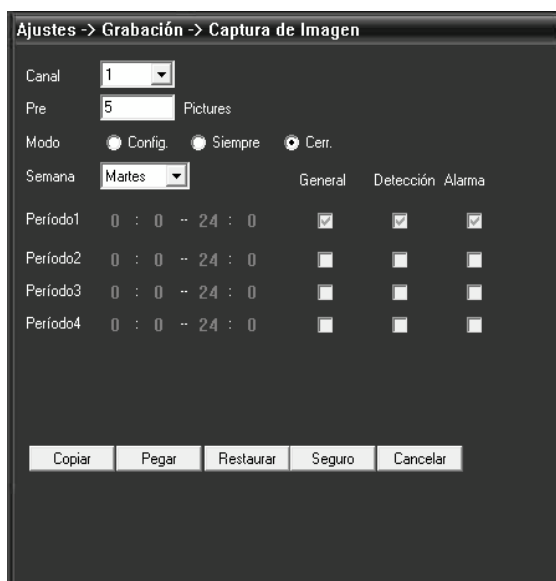 Ajustes -> Grabación -> Captura de Imagen
Canal 1
Pre 5 Pictures
Modo Config. Siempre Cerr.
Semana Martes General Detección Alarma
Período1 0 : 0 - 24 : 0
Período2 0 : 0 - 24 : 0
Período3 0 : 0 - 24 : 0
Período4 0 : 0 - 24 : 0
Copiar Pegar Restaurar Seguro Cancelar